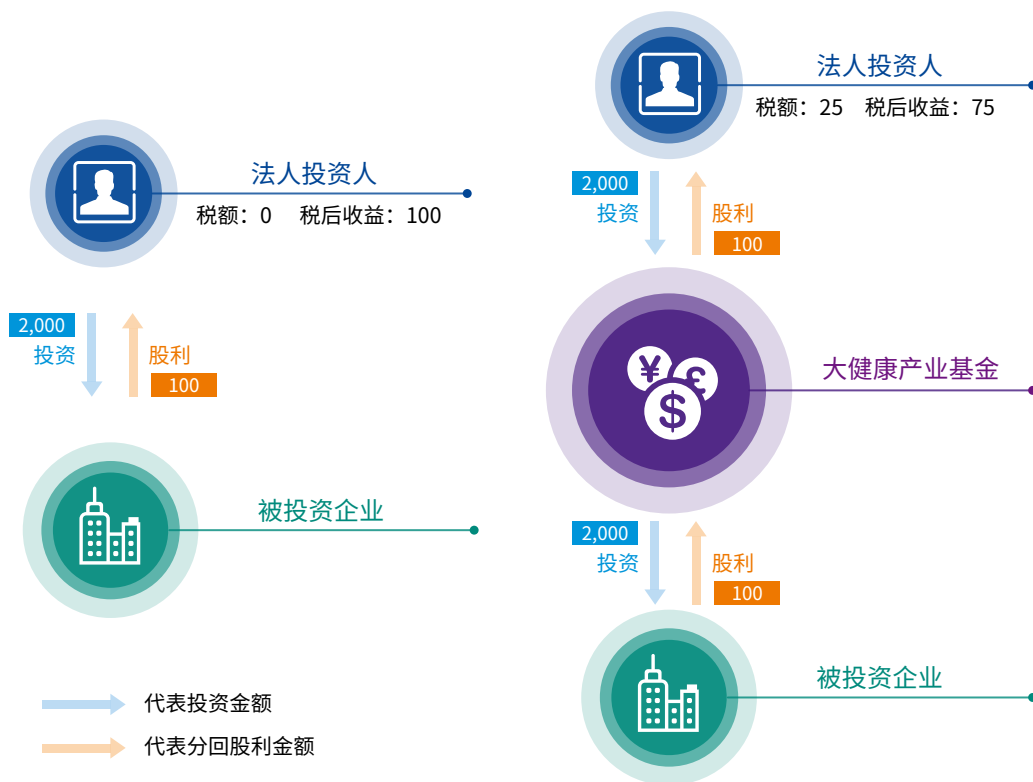 法人投资人
税额：0 税后收益：100
2,000
投资
股利
100
被投资企业
代表投资金额
代表分回股利金额
法人投资人
税额：25 税后收益：75
2,000
投资
股利
100
大健康产业基金
2,000
投资
股利
100
被投资企业